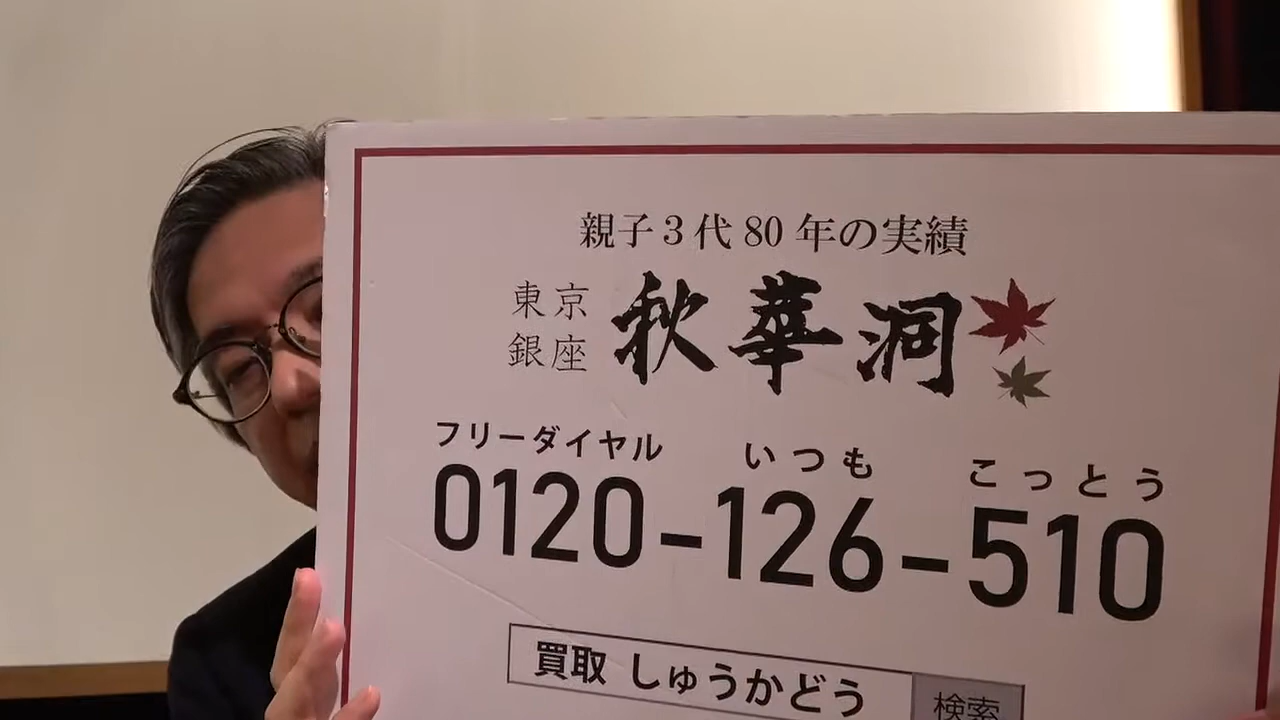 親子3代80年の実績
東京
銀座
秋華洞
フリーダイヤル いつも こっとう
0120-126-510
買取 しゅうかどう 検索